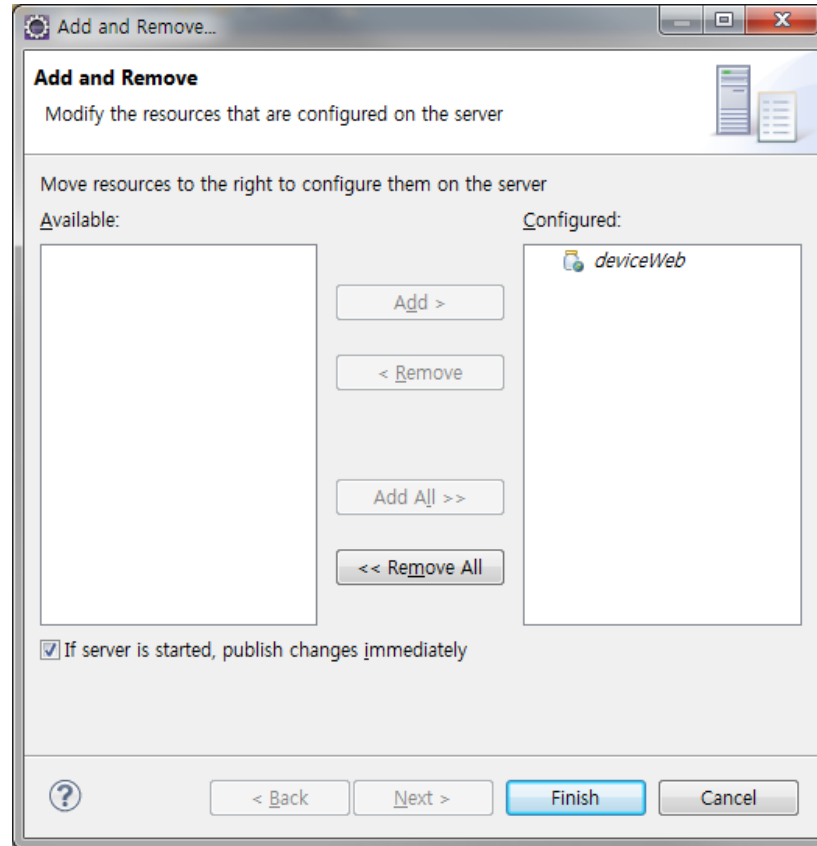 Add and Remove...
Add and Remove
Modify the resources that are configured on the server
Move resources to the right to configure them on the server
Available:
Configured:
deviceWeb
Add >
< Remove
Add All >>
<< Remove All
If server is started, publish changes immediately
?
< Back
Next >
Finish
Cancel